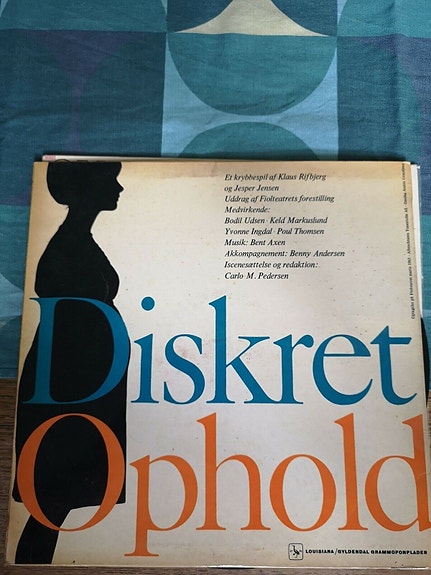 Et krybbespil af Klaus Rifbjerg
og Jesper Jensen
Uddrag af Fiolteatrets forestilling
Medvirkende:
Bodil Udsen · Keld Markuslund
Yvonne Ingdal · Poul Thomsen
Musik: Bent Axen
Akkompagnement: Benny Andersen
Iscenesættelse og redaktion:
Carlo M. Pedersen
Diskret
Ophold
LOUISIANA/GYLDENDAL GRAMMOFONPLADER